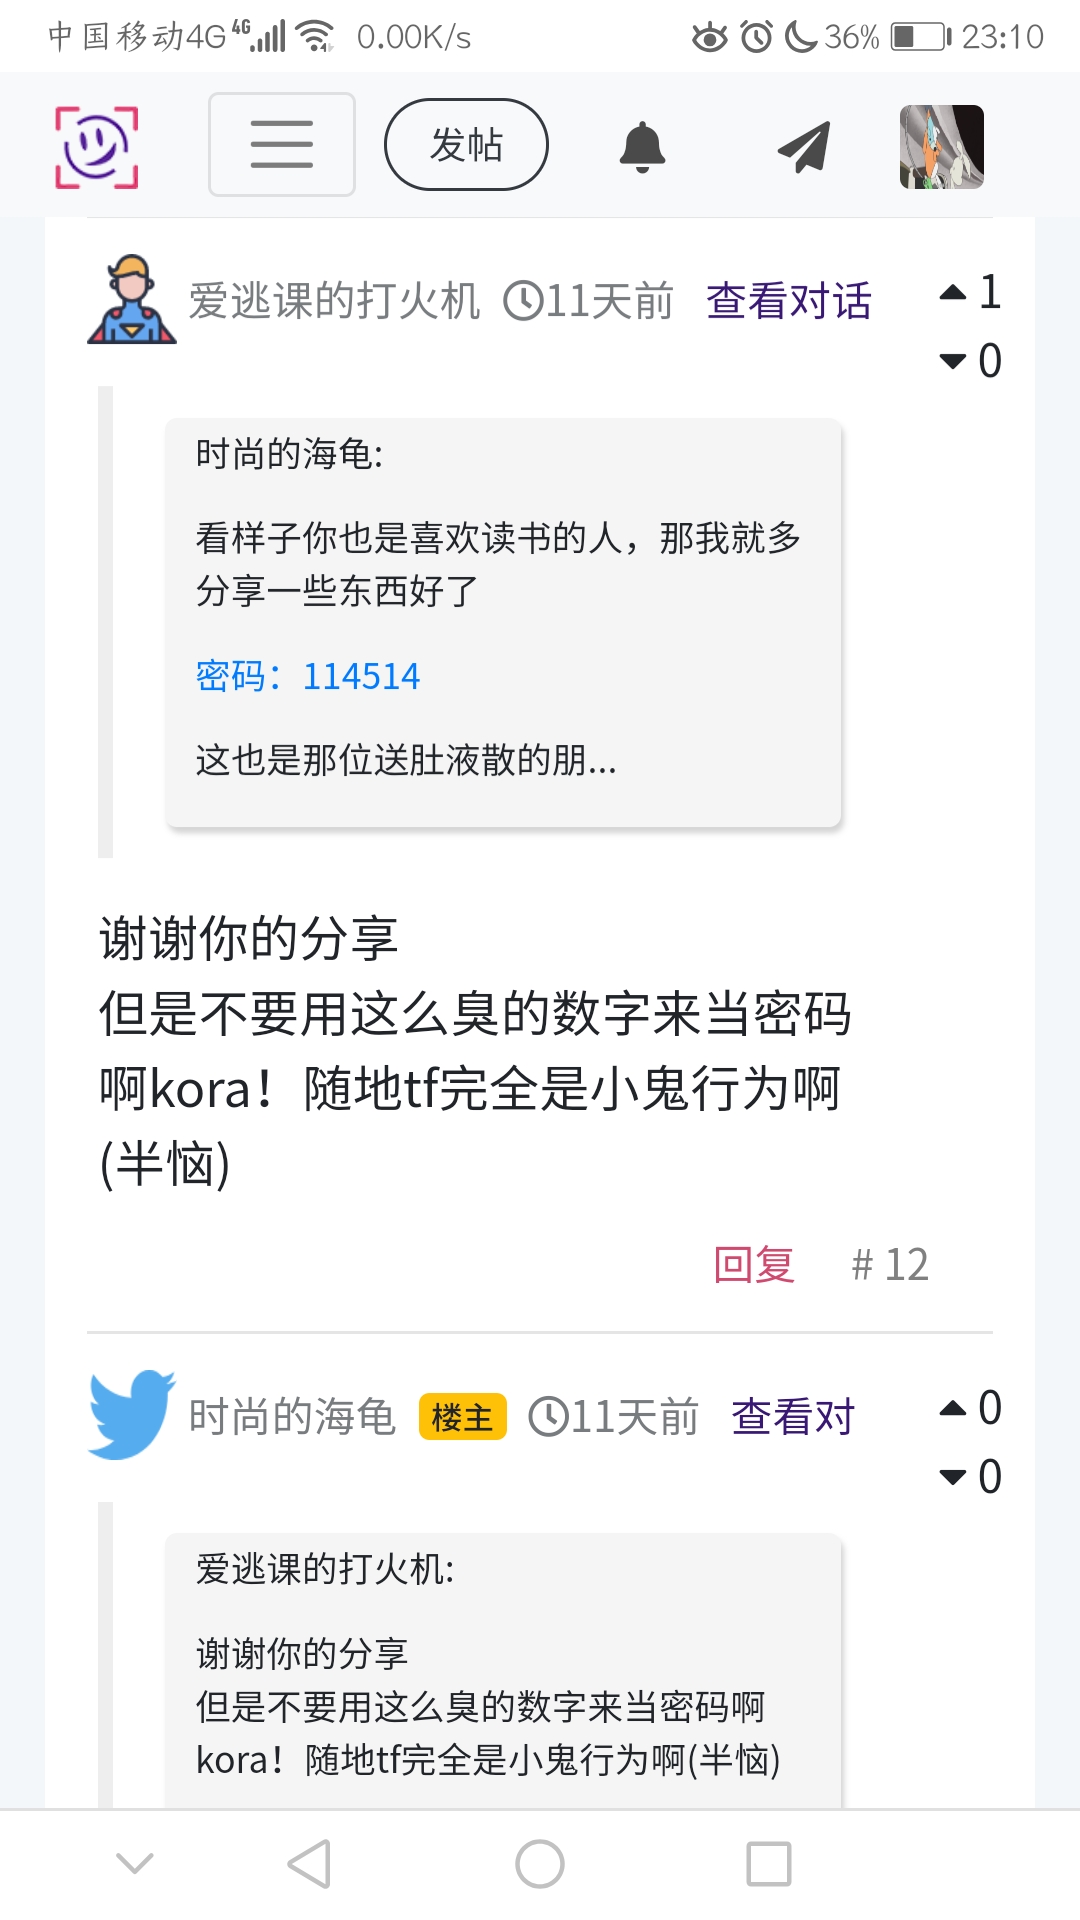 中国移动4G 4G 0.00K/s 36% 23:10
发帖
爱逃课的打火机 11天前 查看对话 1
0
时尚的海龟:
看样子你也是喜欢读书的人，那我就多
分享一些东西好了
密码：114514
这也是那位送肚液散的朋...
谢谢你的分享
但是不要用这么臭的数字来当密码
啊kora！随地tf完全是小鬼行为啊
(半恼)
回复 # 12
时尚的海龟 楼主 11天前 查看对 0
0
爱逃课的打火机:
谢谢你的分享
但是不要用这么臭的数字来当密码啊
kora！随地tf完全是小鬼行为啊(半恼)